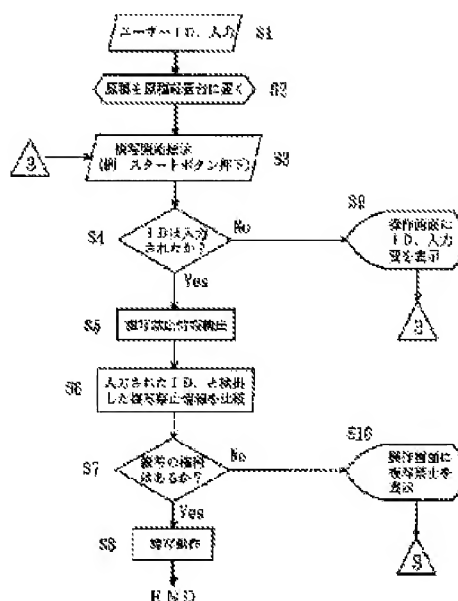 ユーザーID、入力 S1
原稿を原稿載置台に置く S2
3
複写開始指示
(例 スタートボタン押下) S3
S4
IDは入力
されたか?
No
S9
操作画面に
ID、入力
要を表示
Yes
3
S5 複写禁止情報検出
S6
入力されたID、と検出
した複写禁止情報を比較
S7
複写の権利
はあるか?
No
S10
操作画面に
複写禁止を
表示
Yes
S8 複写動作
3
END